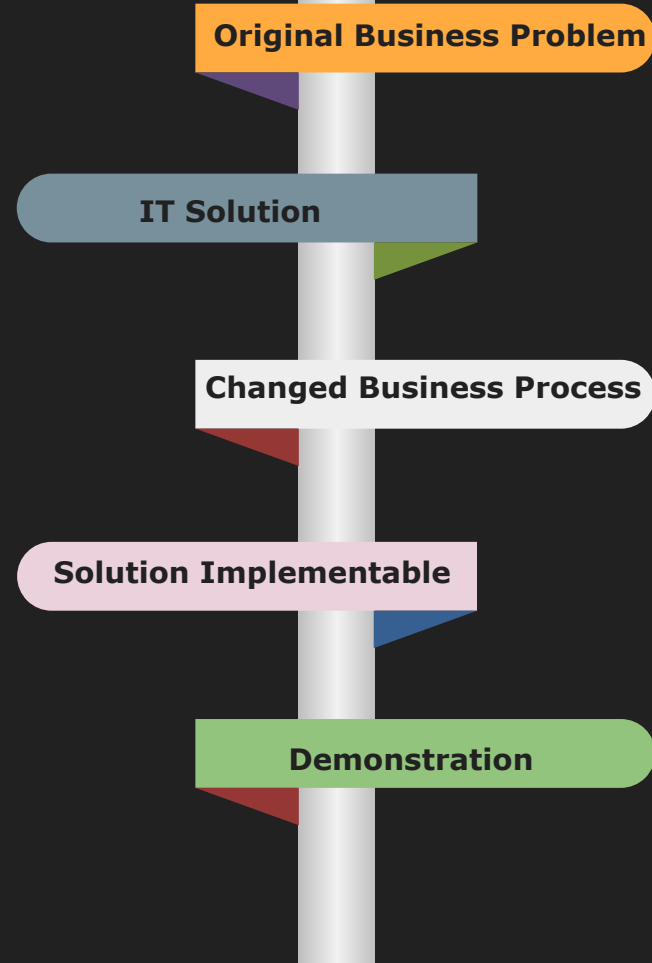 Original Business Problem
IT Solution
Changed Business Process
Solution Implementable
Demonstration